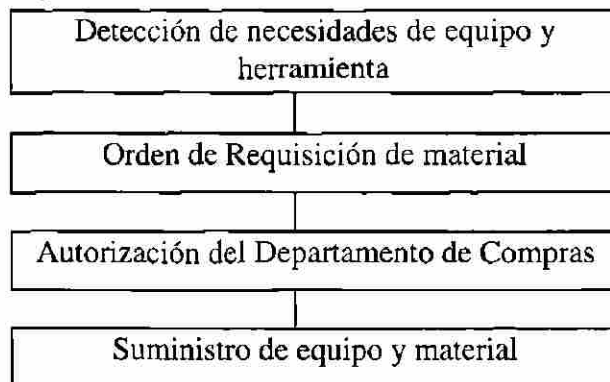 Detección de necesidades de equipo y
herramienta
Orden de Requisición de material
Autorización del Departamento de Compras
Suministro de equipo y material